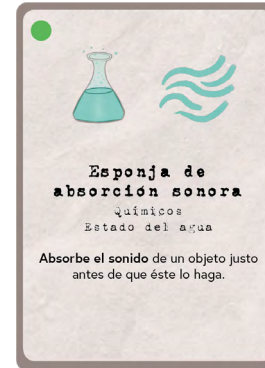 Esponja de
absorción sonora
Químicos
Estado del agua
Absorbe el sonido de un objeto justo
antes de que éste lo haga.